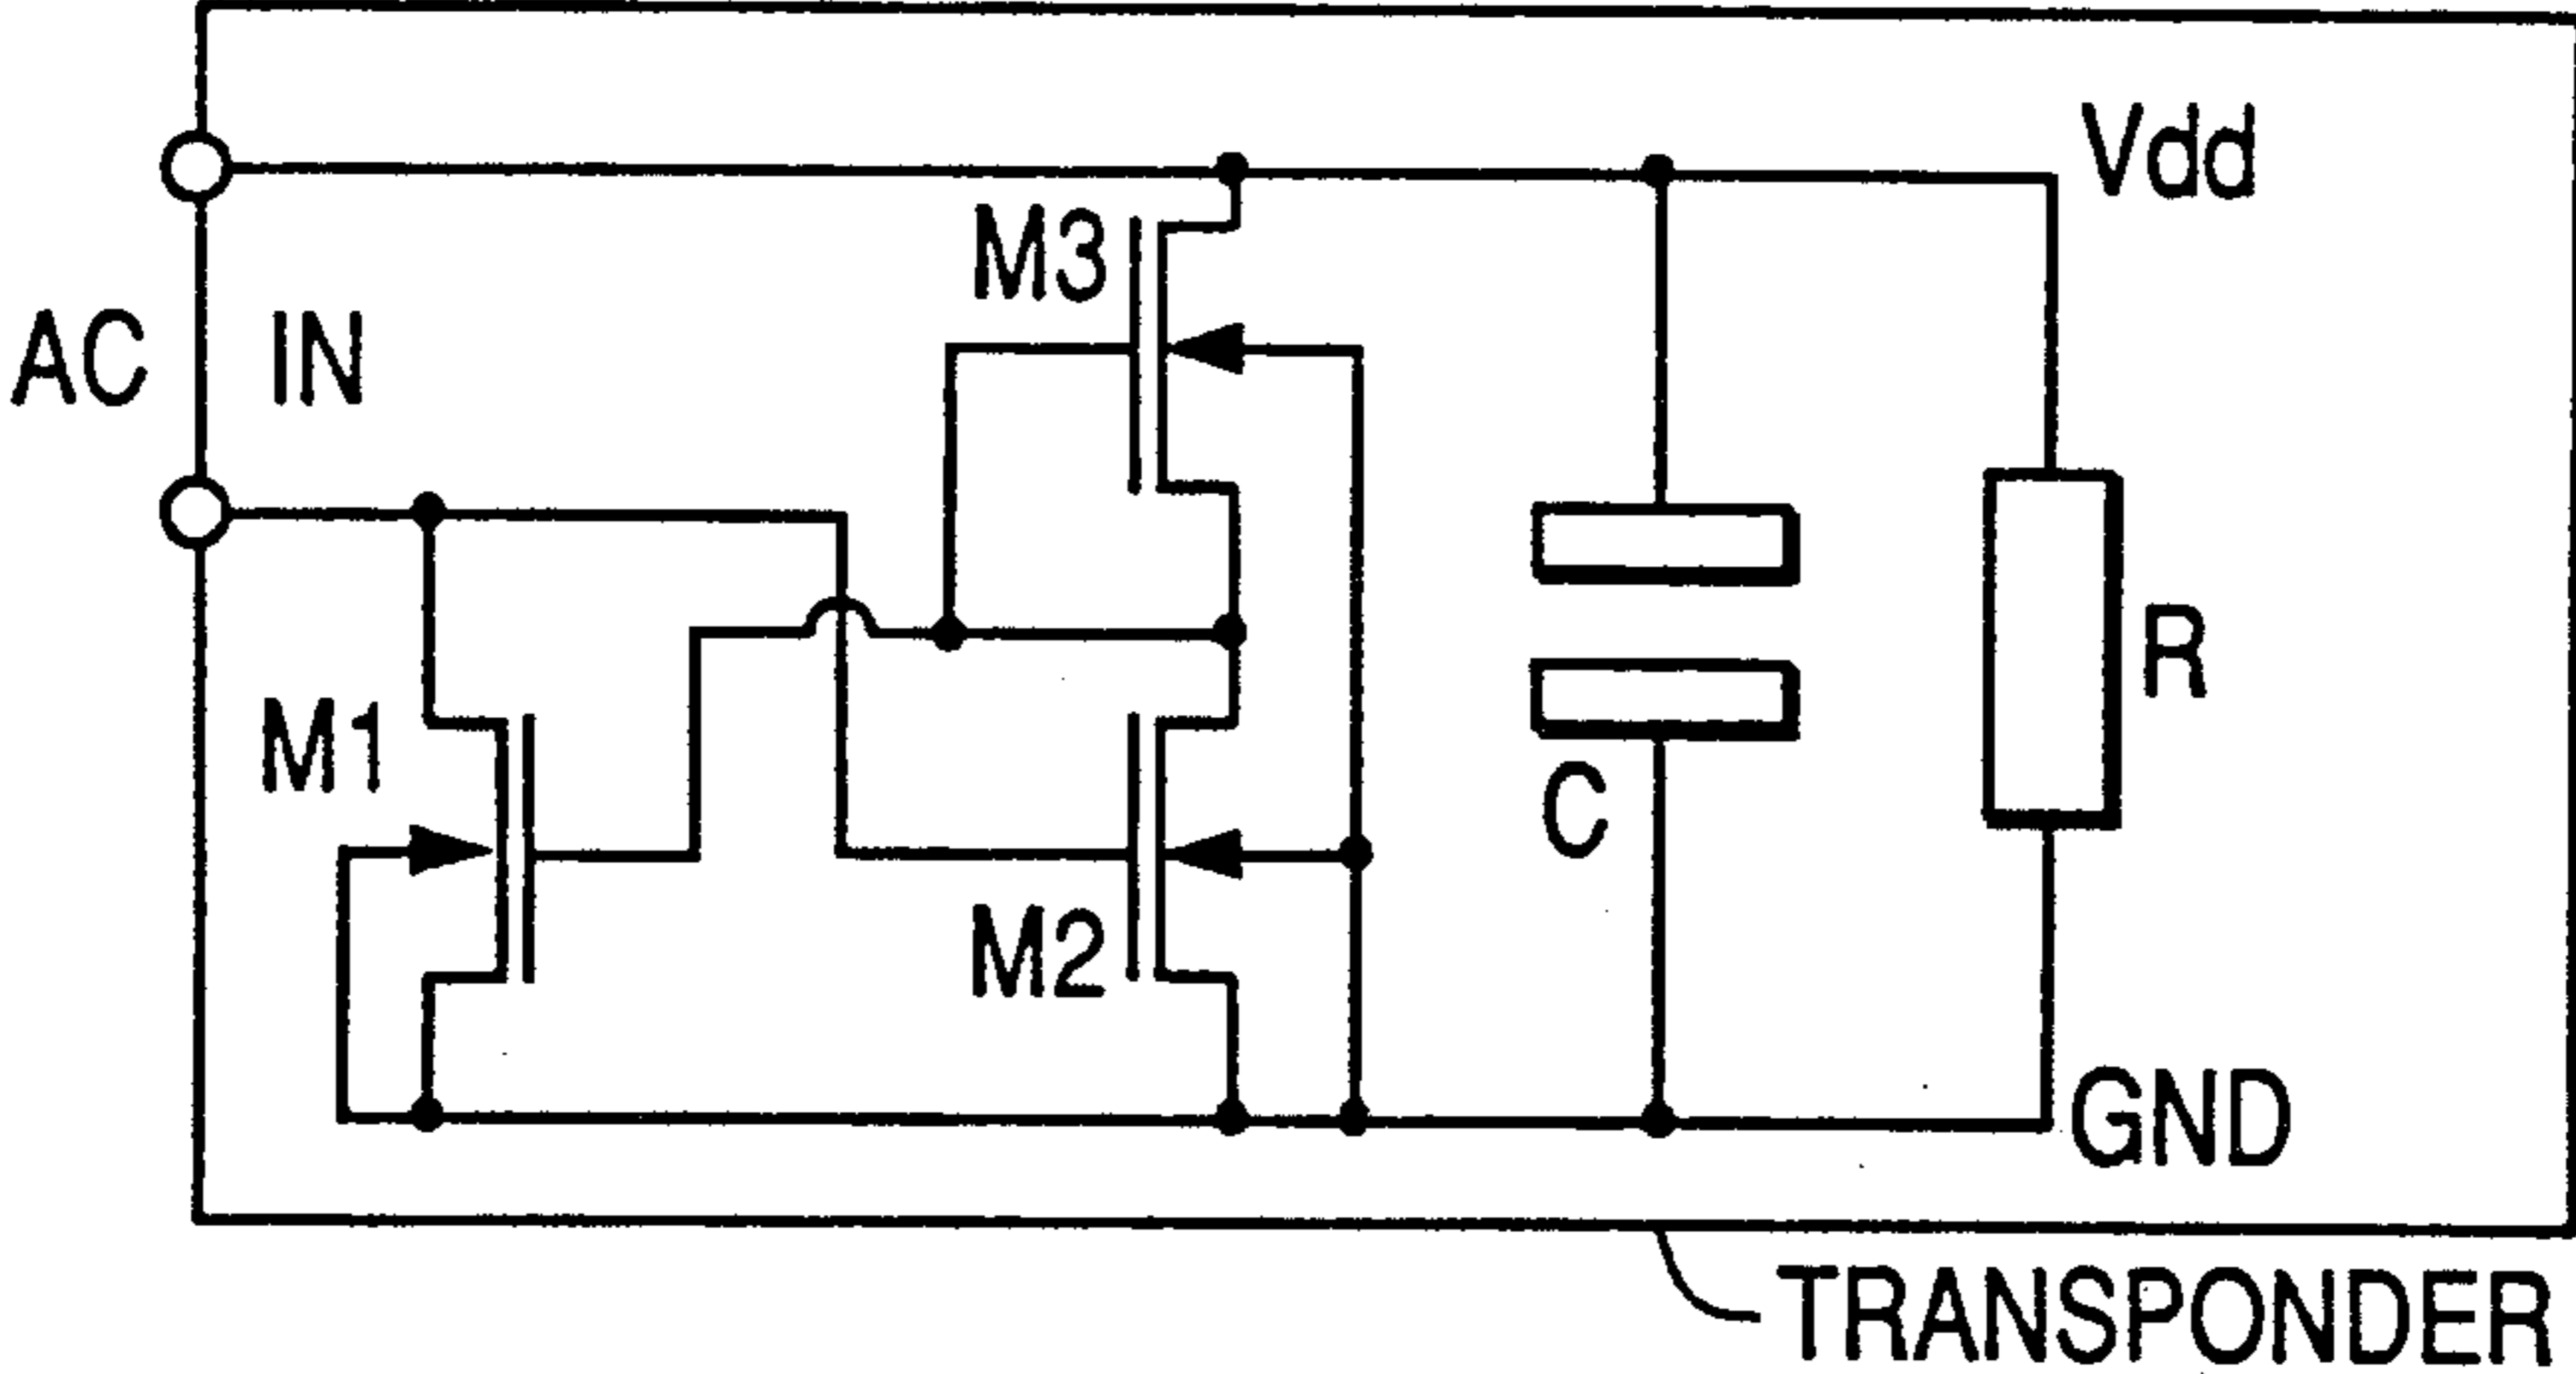 Vdd
M3
AC IN
R
M1
C
M2
GND
TRANSPONDER